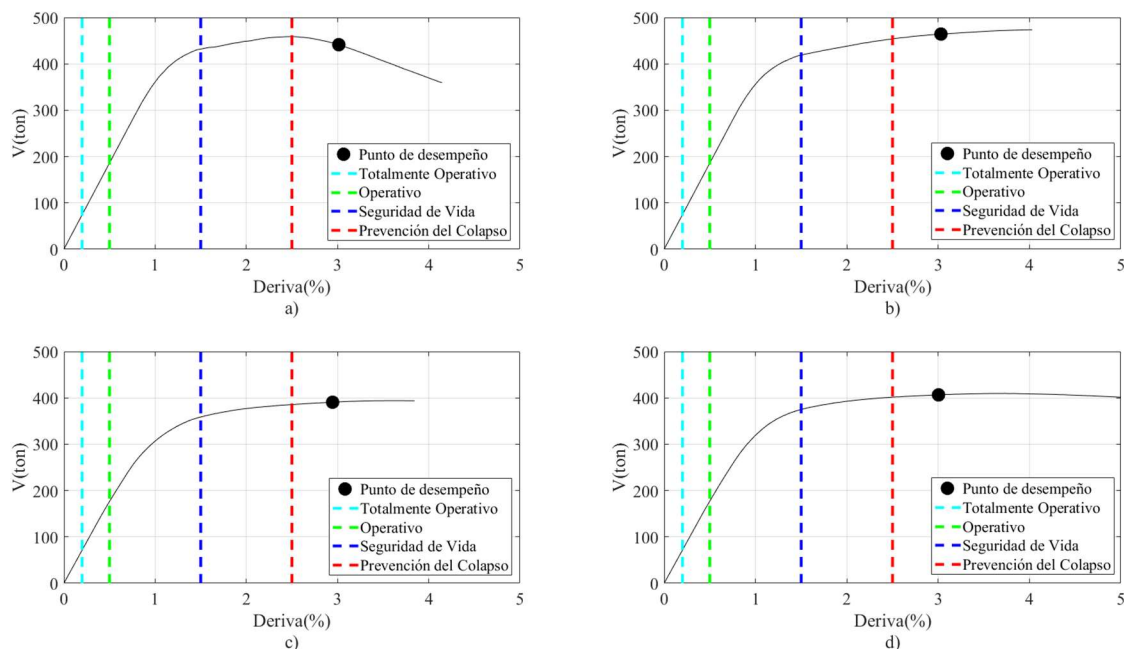 500
400
300
200
100
0
V(ton)
Punto de desempeño
Totalmente Operativo
Operativo
Seguridad de Vida
Prevención del Colapso
0 1 2 3 4 5
Deriva(%)
a)
500
400
300
200
100
0
V(ton)
Punto de desempeño
Totalmente Operativo
Operativo
Seguridad de Vida
Prevención del Colapso
0 1 2 3 4 5
Deriva(%)
b)
500
400
300
200
100
0
V(ton)
Punto de desempeño
Totalmente Operativo
Operativo
Seguridad de Vida
Prevención del Colapso
0 1 2 3 4 5
Deriva(%)
c)
500
400
300
200
100
0
V(ton)
Punto de desempeño
Totalmente Operativo
Operativo
Seguridad de Vida
Prevención del Colapso
0 1 2 3 4 5
Deriva(%)
d)